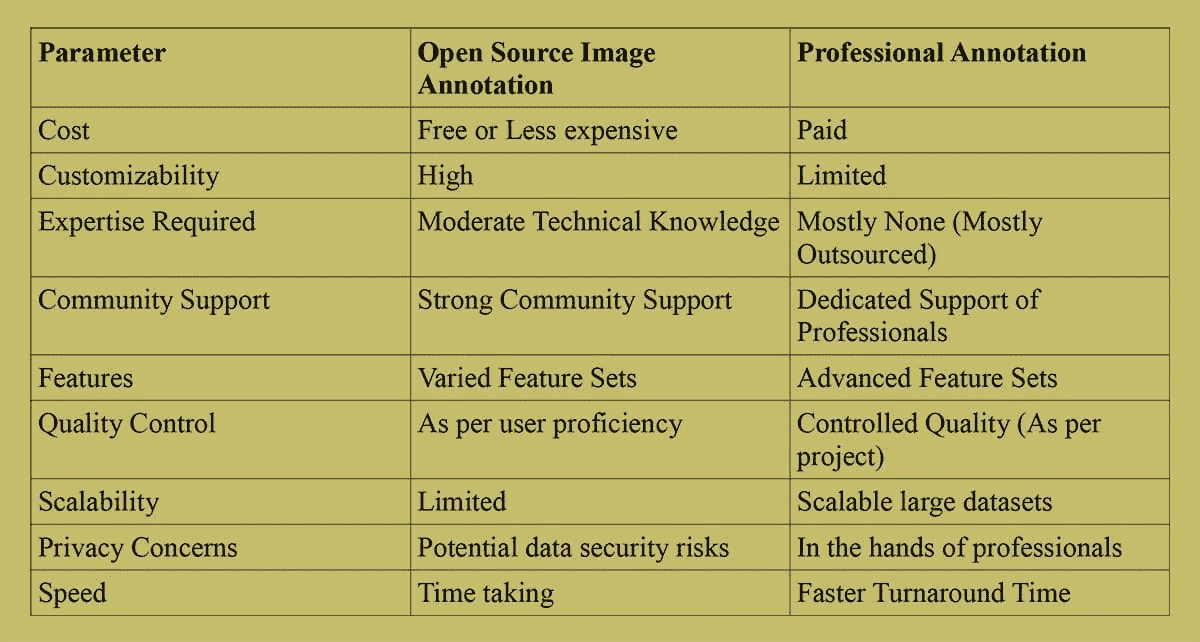 Parameter Open Source Image Professional Annotation
Annotation
Cost Free or Less expensive Paid
Customizability High Limited
Expertise Required Moderate Technical Knowledge Mostly None (Mostly
Outsourced)
Community Support Strong Community Support Dedicated Support of
Professionals
Features Varied Feature Sets Advanced Feature Sets
Quality Control As per user proficiency Controlled Quality (As per
project)
Scalability Limited Scalable large datasets
Privacy Concerns Potential data security risks In the hands of professionals
Speed Time taking Faster Turnaround Time